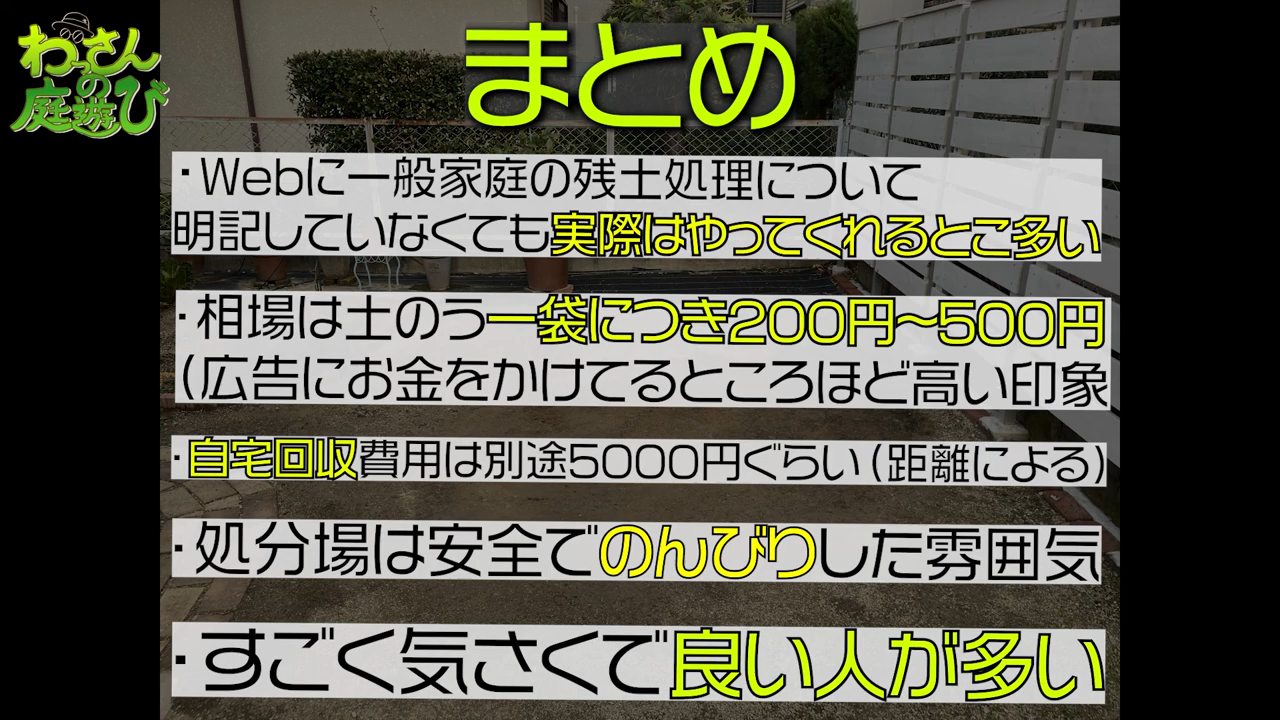 わっさん
の
庭遊び
まとめ
・Webに一般家庭の残土処理について
明記していなくても実際はやってくれるとこ多い
・相場は土のう一袋につき200円〜500円
(広告にお金をかけてるところほど高い印象
・自宅回収費用は別途5000円ぐらい(距離による)
・処分場は安全でのんびりした雰囲気
・すごく気さくで良い人が多い